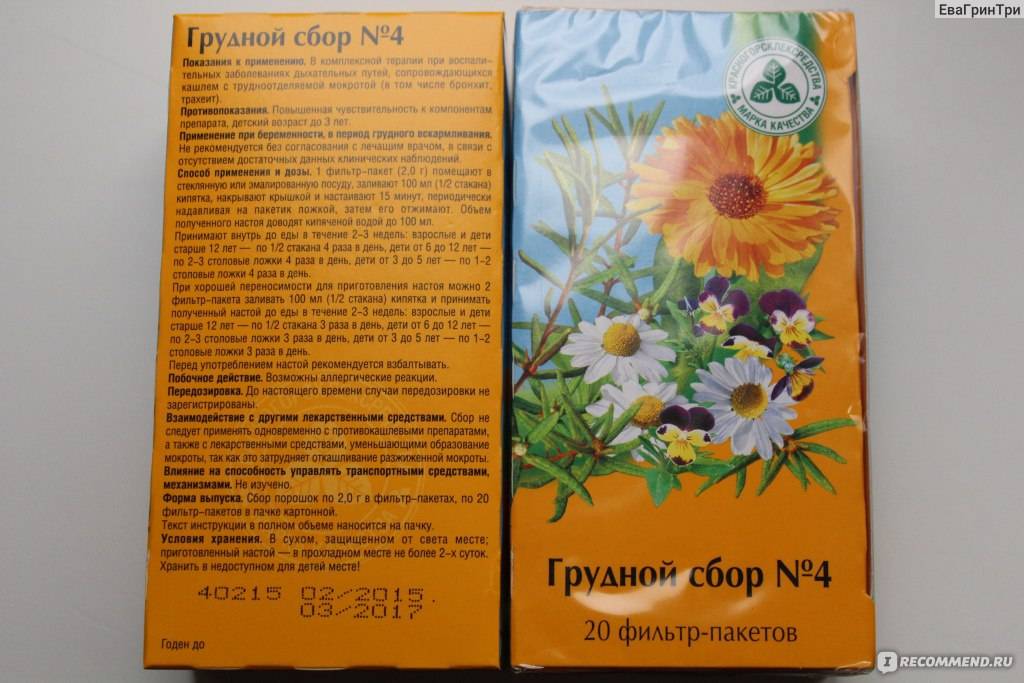 Грудной сбор №4
Показания к применению. В комплексной терапии при воспали-
тельных заболеваниях дыхательных путей, сопровождающихся
кашлем с трудноотделяемой мокротой (в том числе бронхит,
трахеит).
Противопоказания. Повышенная чувствительность к компонентам
препарата, детский возраст до 3 лет.
Применение при беременности, в период грудного вскармливания.
Не рекомендуется без согласования с лечащим врачом, в связи с
отсутствием достаточных данных клинических наблюдений.
Способ применения и дозы. 1 фильтр-пакет (2,0 г) помещают в
стеклянную или эмалированную посуду, заливают 100 мл (1/2 стакана)
кипятка, накрывают крышкой и настаивают 15 минут, периодически
надавливая на пакетик ложкой, затем его отжимают. Объем
полученного настоя доводят кипяченой водой до 100 мл.
Принимают внутрь до еды в течение 2–3 недель: взрослые и дети
старше 12 лет — по 1/2 стакана 4 раза в день, дети от 6 до 12 лет —
по 2–3 столовые ложки 4 раза в день, дети от 3 до 5 лет — по 1–2
столовые ложки 4 раза в день.
При хорошей переносимости для приготовления настоя можно 2
фильтр-пакета заливать 100 мл (1/2 стакана) кипятка и принимать
полученный настой до еды в течение 2–3 недель: взрослые и дети
старше 12 лет — по 1/2 стакана 3 раза в день, дети от 6 до 12 лет —
по 2–3 столовых ложки 3 раза в день, дети от 3 до 5 лет — по 1–2
столовые ложки 3 раза в день.
Перед употреблением настой рекомендуется взбалтывать.
Побочное действие. Возможны аллергические реакции.
Передозировка. До настоящего времени случаи передозировки не
зарегистрированы.
Взаимодействие с другими лекарственными средствами. Сбор не
следует применять одновременно с противокашлевыми препаратами,
а также с лекарственными средствами, уменьшающими образование
мокроты, так как это затрудняет откашливание разжиженной мокроты.
Влияние на способность управлять транспортными средствами,
механизмами. Не изучено.
Форма выпуска. Сбор порошок по 2,0 г в фильтр-пакетах, по 20
фильтр-пакетов в пачке картонной.
Текст инструкции в полном объеме наносится на пачку.
Условия хранения. В сухом, защищенном от света месте;
приготовленный настой — в прохладном месте не более 2-х суток.
Хранить в недоступном для детей месте!
40215 02/2015.
03/2017
Годен до
ЕваГринТри
КРАСНОГОРСКЛЕКСРЕДСТВА
МАРКА КАЧЕСТВА
Грудной сбор №4
20 фильтр-пакетов
I RECOMMEND.RU